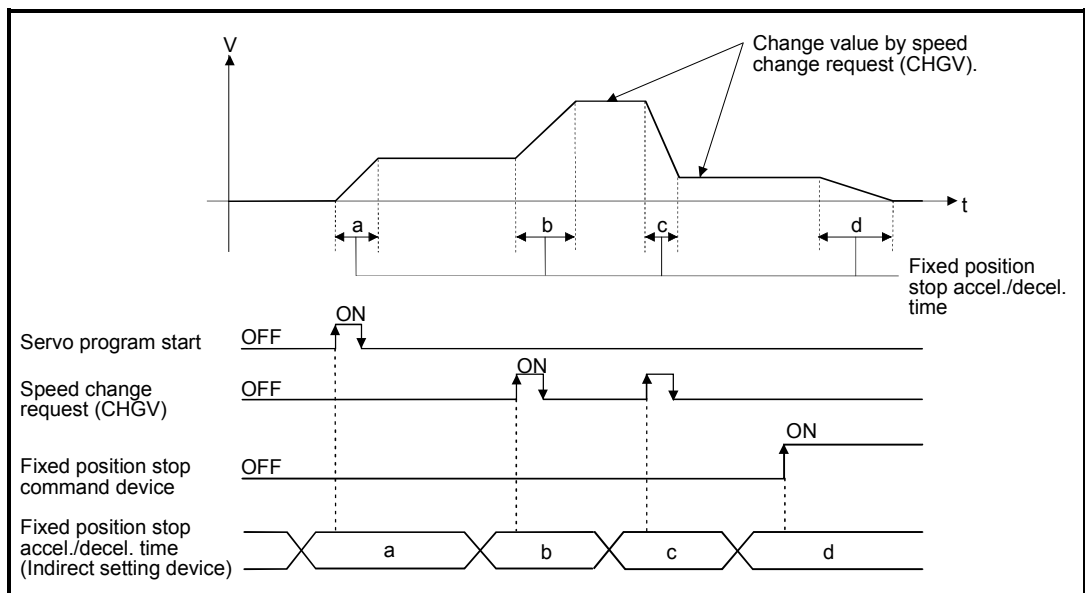 V
Change value by speed
change request (CHGV).
t
a
b
c
d
Fixed position
stop accel./decel.
time
Servo program start
OFF
ON
Speed change
request (CHGV)
OFF
ON
Fixed position stop
command device
OFF
ON
Fixed position stop
accel./decel. time
(Indirect setting device)
a
b
c
d